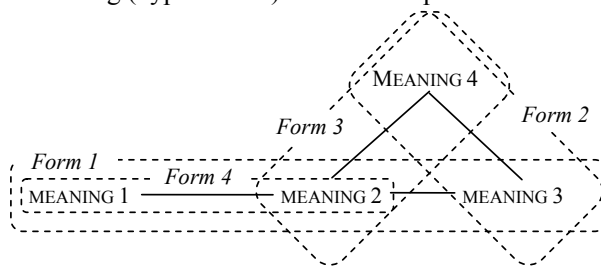 MEANING 4
Form 3
Form 2
Form 1
Form 4
MEANING 1
MEANING 2
MEANING 3